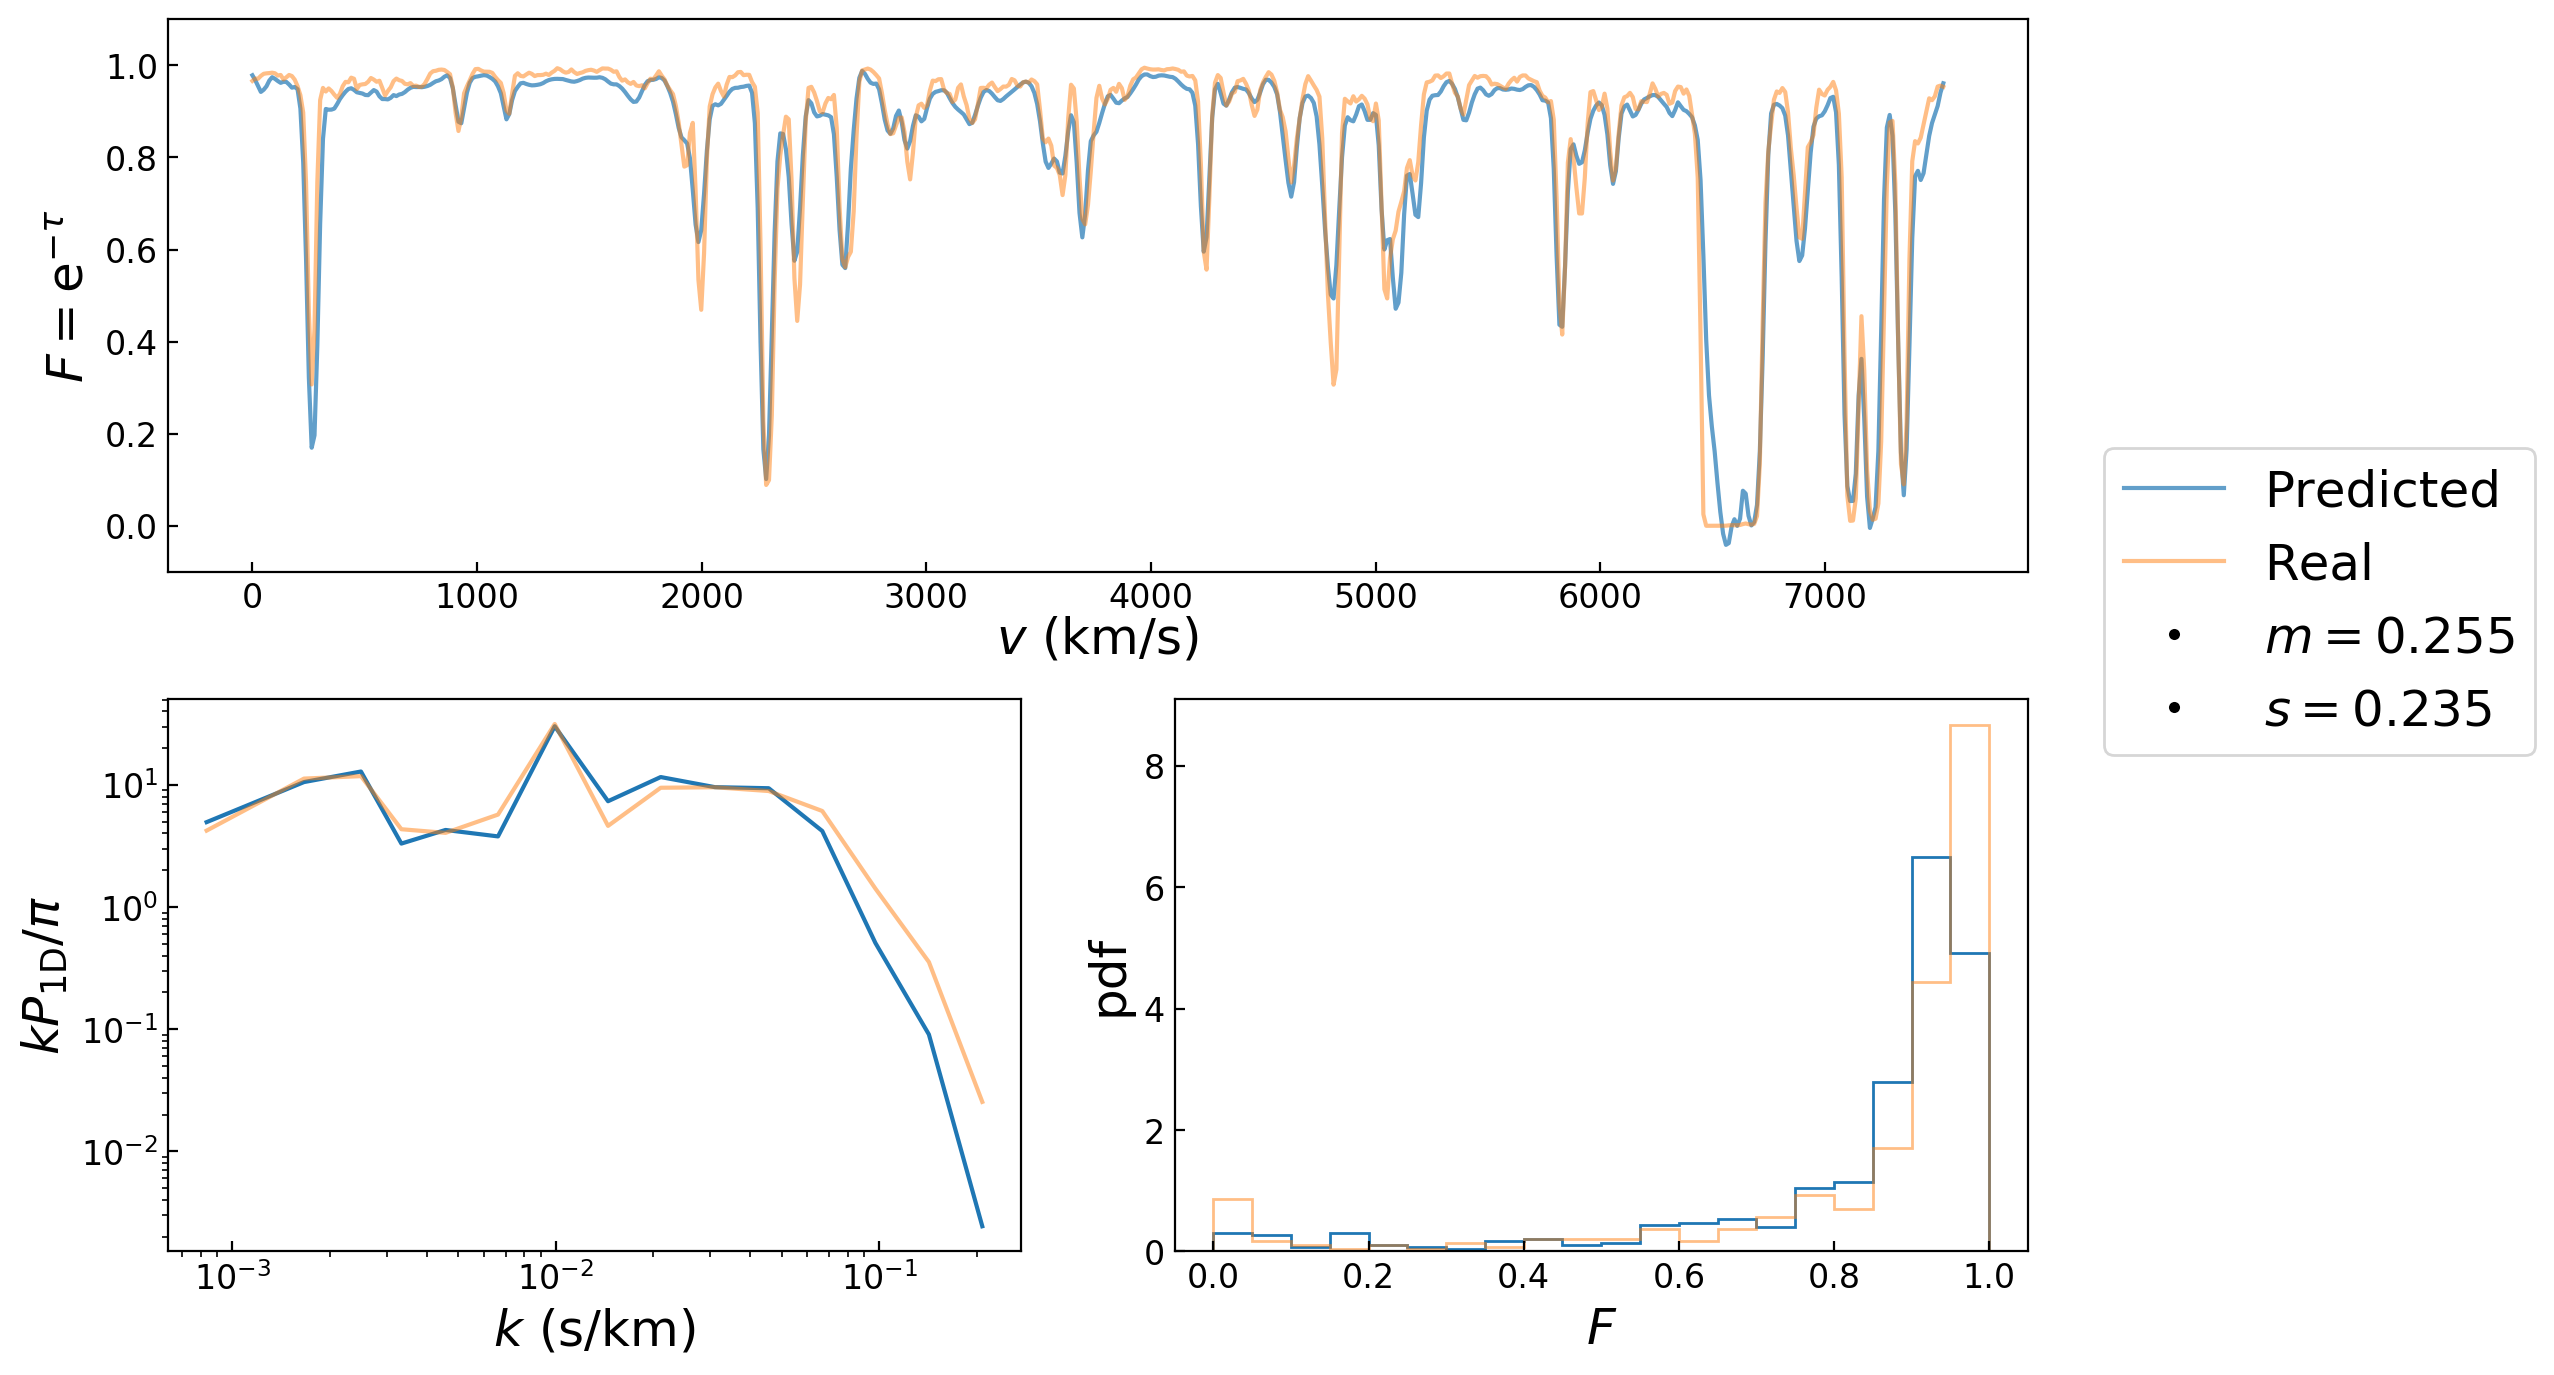 1.0
0.8
0.6
0.4
0.2
0.0
F = e^{−τ}
0 1000 2000 3000 4000 5000 6000 7000
v (km/s)
Predicted
Real
m = 0.255
s = 0.235
10^1
10^0
10^{−1}
10^{−2}
kP_{1D}/π
10^{−3} 10^{−2} 10^{−1}
k (s/km)
8
6
4
2
0
pdf
0.0 0.2 0.4 0.6 0.8 1.0
F